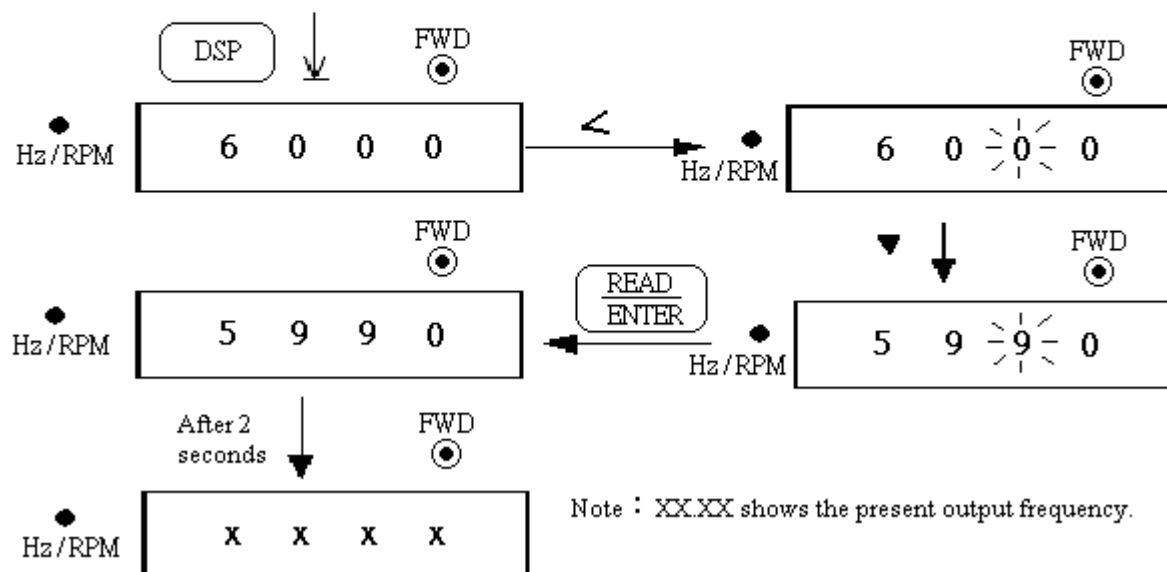 DSP
FWD
Hz/RPM
6 0 0 0
<
FWD
Hz/RPM
6 0 0 0
▼
FWD
Hz/RPM
5 9 9 0
READ
ENTER
FWD
Hz/RPM
5 9 9 0
After 2
seconds
FWD
Hz/RPM
x x x x
Note : XX.XX shows the present output frequency.